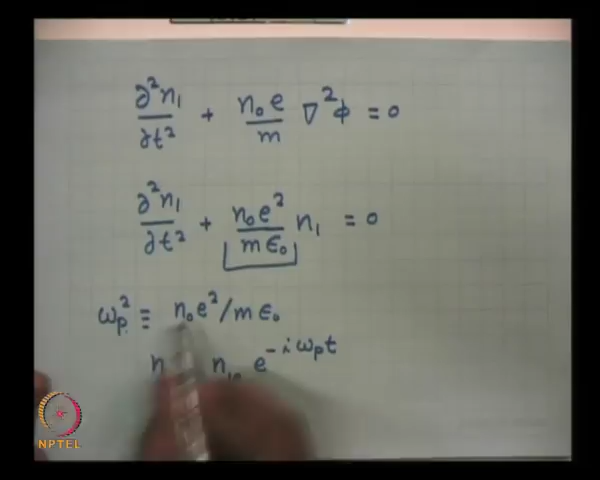 ∂²n₁/∂t² + n₀e/m ∇²φ = 0
∂²n₁/∂t² + n₀e²/mϵ₀ n₁ = 0
ωₚ² ≡ n₀e²/mϵ₀
n n₁₀ e^{-iωₚt}
NPTEL